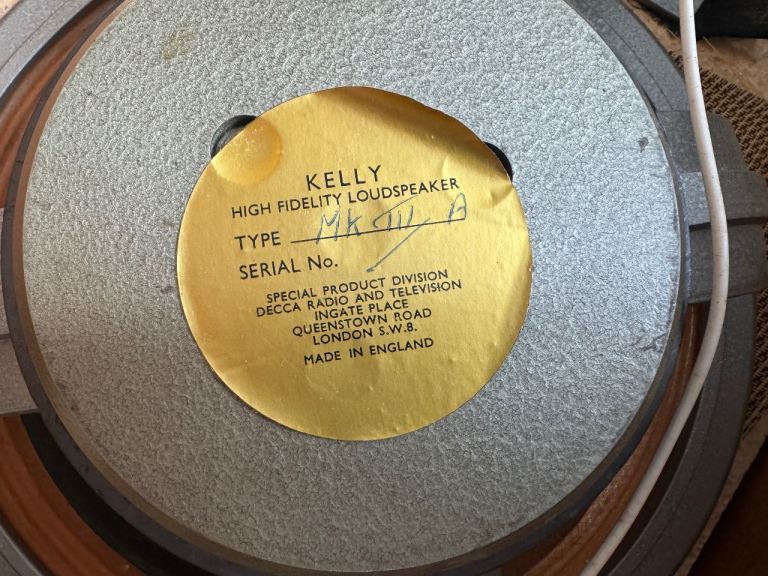 KELLY
HIGH FIDELITY LOUDSPEAKER
TYPE MK III A
SERIAL No.
SPECIAL PRODUCT DIVISION
DECCA RADIO AND TELEVISION
INGATE PLACE
QUEENSTOWN ROAD
LONDON S.W.8.
MADE IN ENGLAND